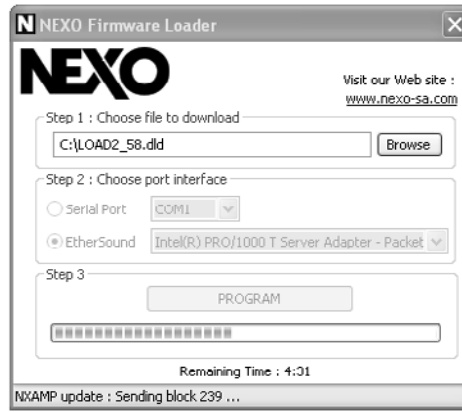 N NEXO Firmware Loader
NEXO
Visit our Web site :
www.nexo-sa.com
Step 1 : Choose file to download
C:\LOAD2_58.dld
Browse
Step 2 : Choose port interface
Serial Port
COM1
EtherSound
Intel(R) PRO/1000 T Server Adapter - Packet
Step 3
PROGRAM
Remaining Time : 4:31
NXAMP update : Sending block 239 ...